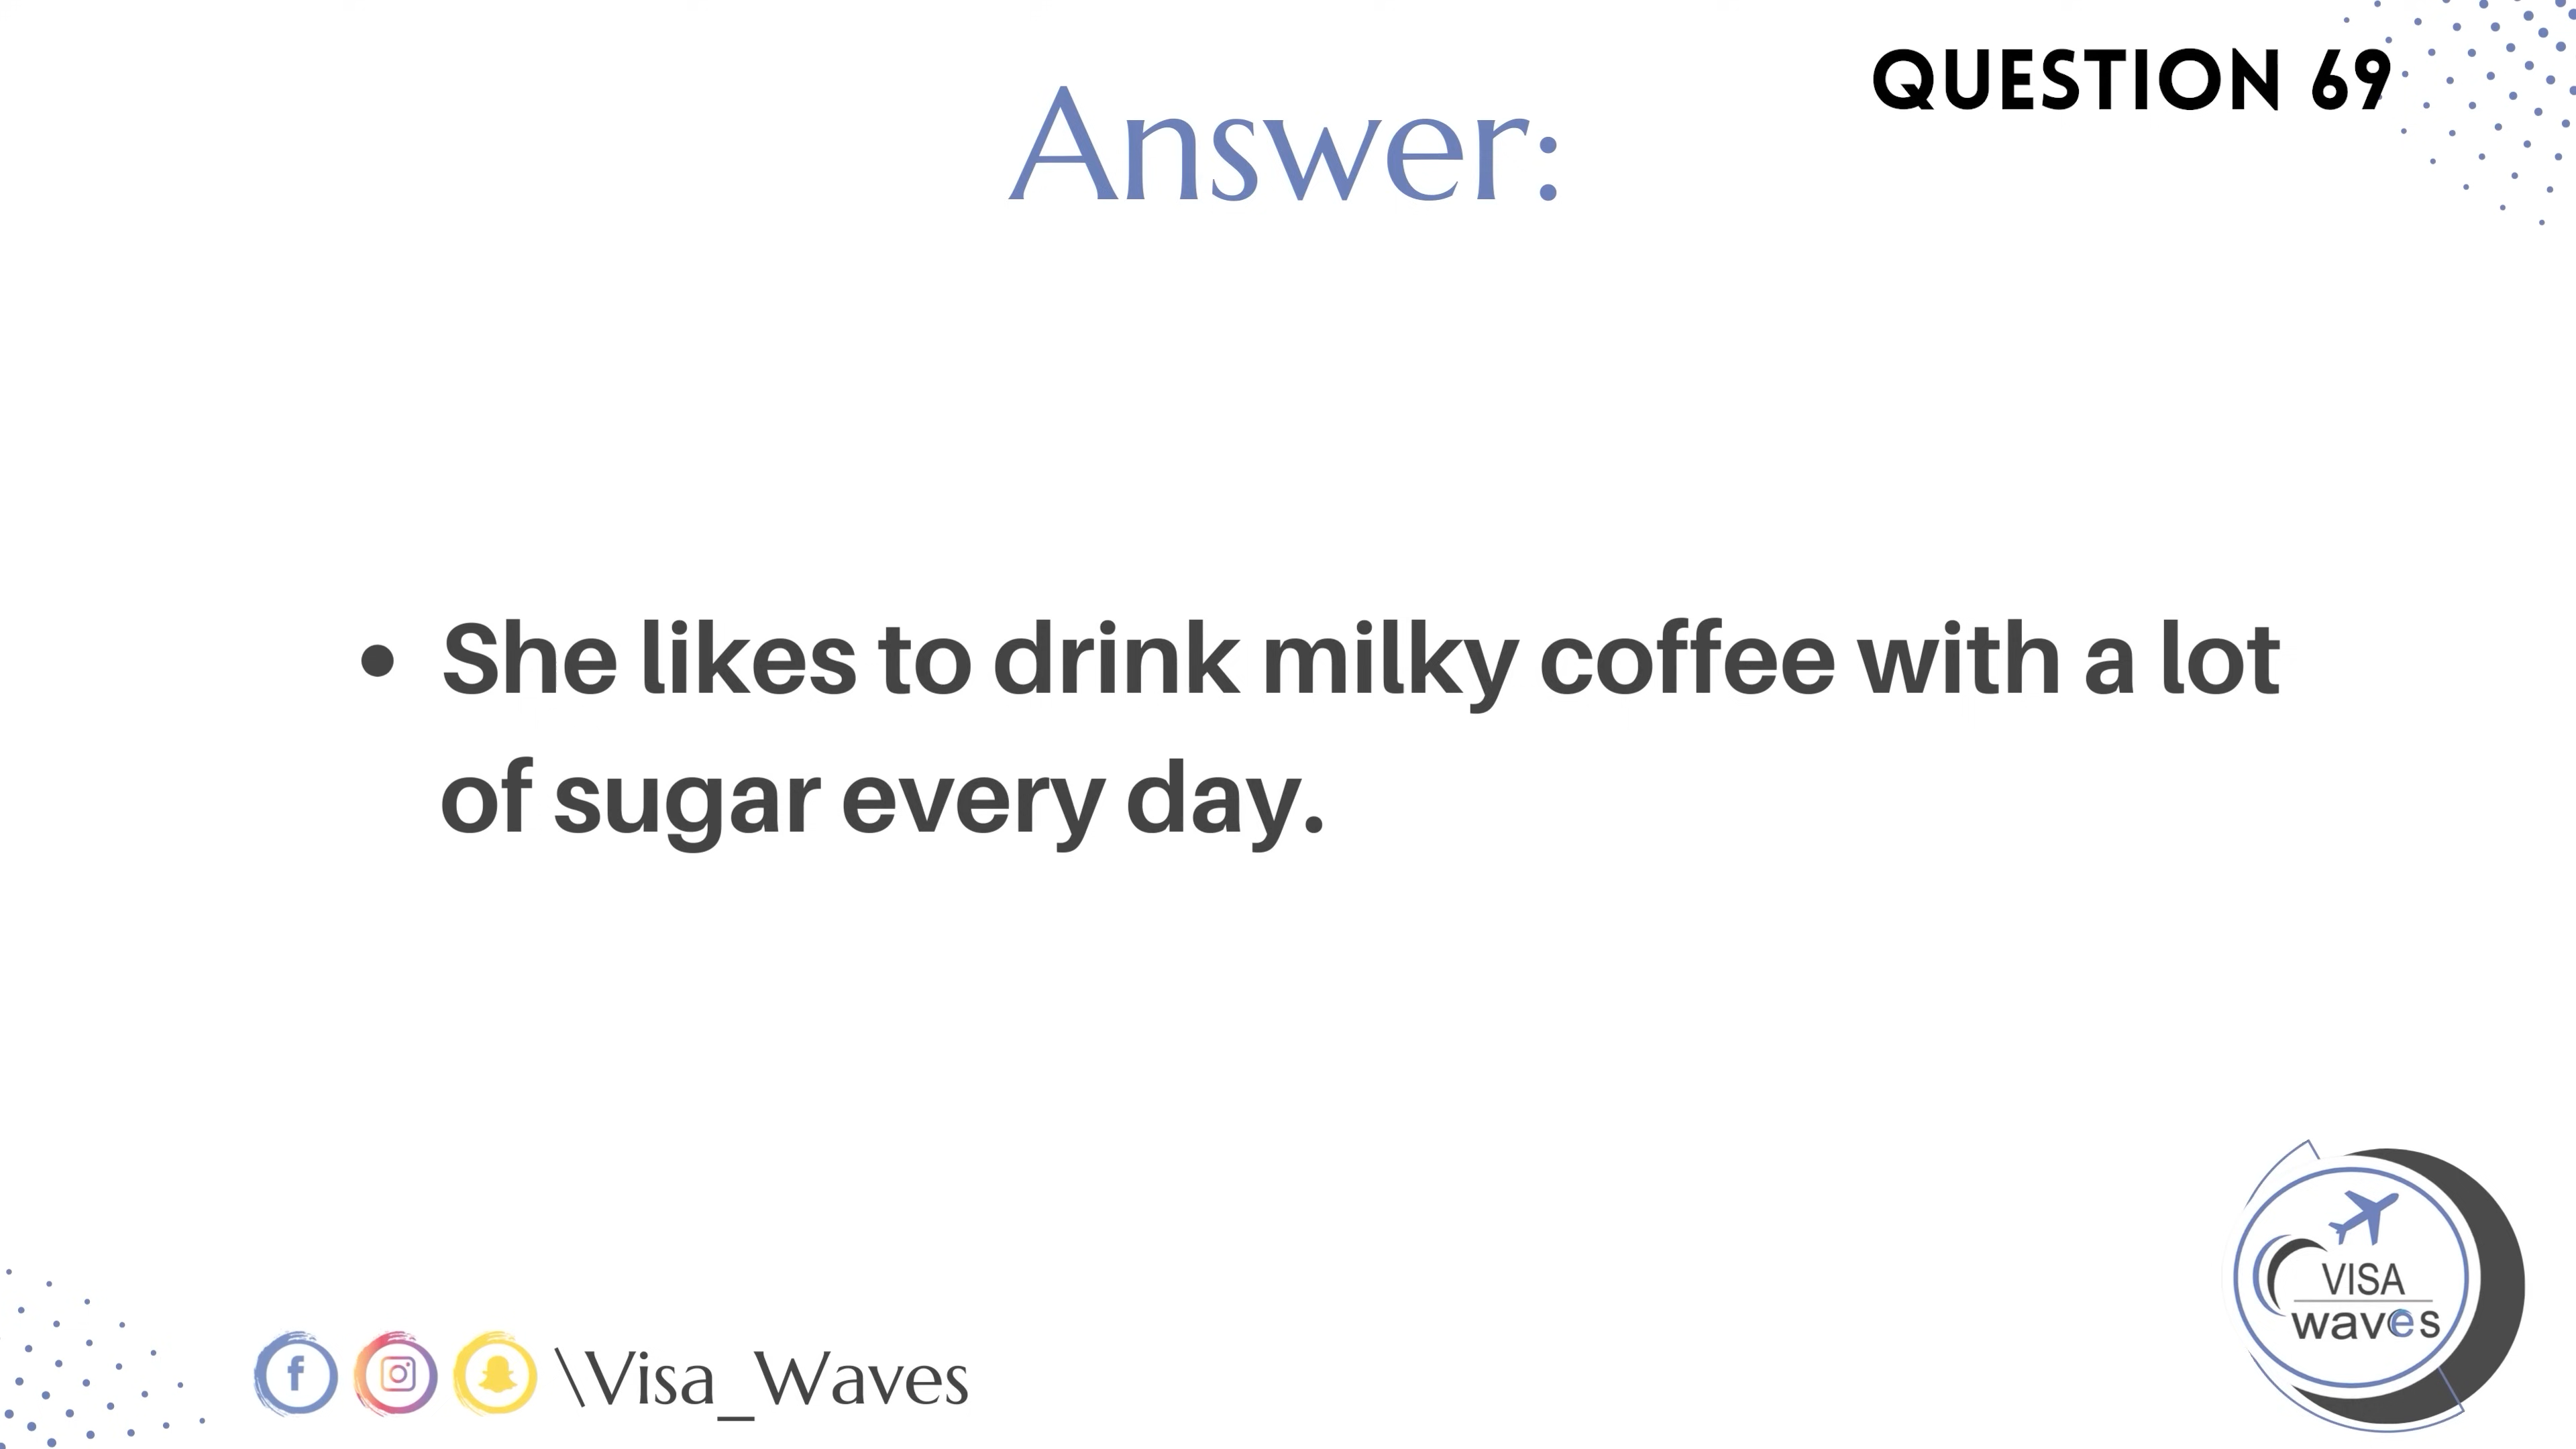 QUESTION 69
Answer:
• She likes to drink milky coffee with a lot
of sugar every day.
\Visa_Waves
VISA
waves